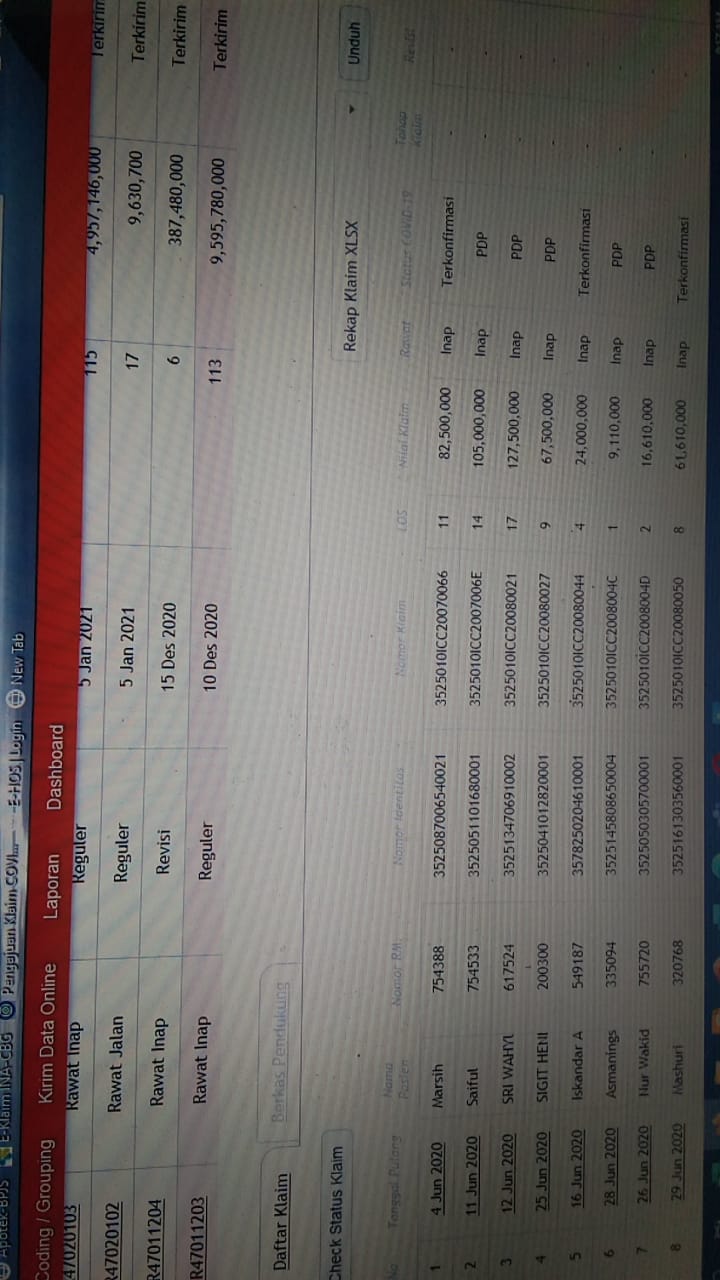 Apotek-BPJS E-Klaim INA-CBG Pengajuan Klaim COVI... E-HOS | Login New Tab
Coding / Grouping Kirim Data Online Laporan Dashboard
47020103 Rawat Inap Reguler 5 Jan 2021 115 4,957,146,000 Terkirim
R47020102 Rawat Jalan Reguler 5 Jan 2021 17 9,630,700 Terkirim
R47011204 Rawat Inap Revisi 15 Des 2020 6 387,480,000 Terkirim
R47011203 Rawat Inap Reguler 10 Des 2020 113 9,595,780,000 Terkirim
Daftar Klaim Berkas Pendukung
Check Status Klaim Rekap Klaim XLSX Unduh
No Tanggal Pulang Nama Pasien Nomor RM Nomor Identitas Nomor Klaim LOS Nilai Klaim Rawat Status COVID-19 Tahap Klaim Revisi
1 4 Jun 2020 Marsih 754388 3525087006540021 3525010ICC20070066 11 82,500,000 Inap Terkonfirmasi - -
2 11 Jun 2020 Saiful 754533 3525051101680001 3525010ICC2007006E 14 105,000,000 Inap PDP - -
3 12 Jun 2020 SRI WAHYU 617524 3525134706910002 3525010ICC20080021 17 127,500,000 Inap PDP - -
4 25 Jun 2020 SIGIT HENI 200300 3525041012820001 3525010ICC20080027 9 67,500,000 Inap PDP - -
5 16 Jun 2020 Iskandar A 549187 3578250204610001 3525010ICC20080044 4 24,000,000 Inap Terkonfirmasi - -
6 28 Jun 2020 Asmanings 335094 3525145808650004 3525010ICC2008004C 1 9,110,000 Inap PDP - -
7 26 Jun 2020 Nur Wakid 755720 3525050305700001 3525010ICC2008004D 2 16,610,000 Inap PDP - -
8 29 Jun 2020 Mashuri 320768 3525161303560001 3525010ICC20080050 8 61,610,000 Inap Terkonfirmasi - -